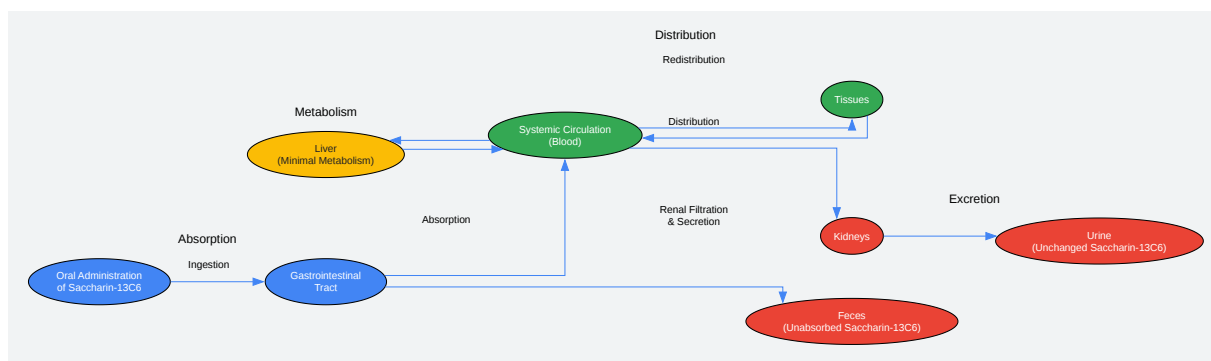 Distribution
Redistribution
Tissues
Metabolism
Systemic Circulation
(Blood)
Distribution
Liver
(Minimal Metabolism)
Absorption
Renal Filtration
& Secretion
Excretion
Kidneys
Urine
(Unchanged Saccharin-13C6)
Absorption
Ingestion
Oral Administration
of Saccharin-13C6
Gastrointestinal
Tract
Feces
(Unabsorbed Saccharin-13C6)